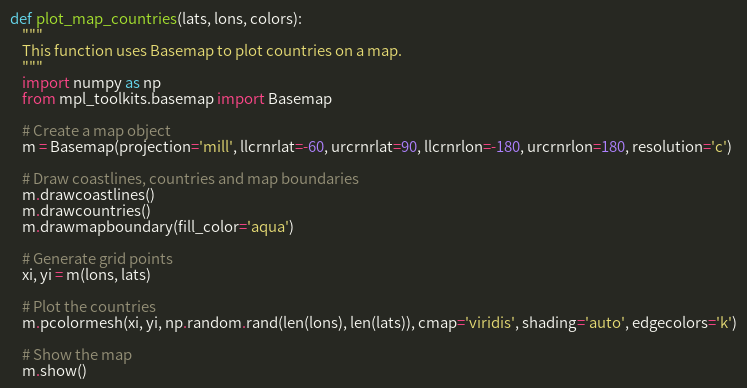 def plot_map_countries(lats, lons, colors):
    """
    This function uses Basemap to plot countries on a map.
    """
    import numpy as np
    from mpl_toolkits.basemap import Basemap

    # Create a map object
    m = Basemap(projection='mill', llcrnrlat=-60, urcrnrlat=90, llcrnrlon=-180, urcrnrlon=180, resolution='c')

    # Draw coastlines, countries and map boundaries
    m.drawcoastlines()
    m.drawcountries()
    m.drawmapboundary(fill_color='aqua')

    # Generate grid points
    xi, yi = m(lons, lats)

    # Plot the countries
    m.pcolormesh(xi, yi, np.random.rand(len(lons), len(lats)), cmap='viridis', shading='auto', edgecolors='k')

    # Show the map
    m.show()